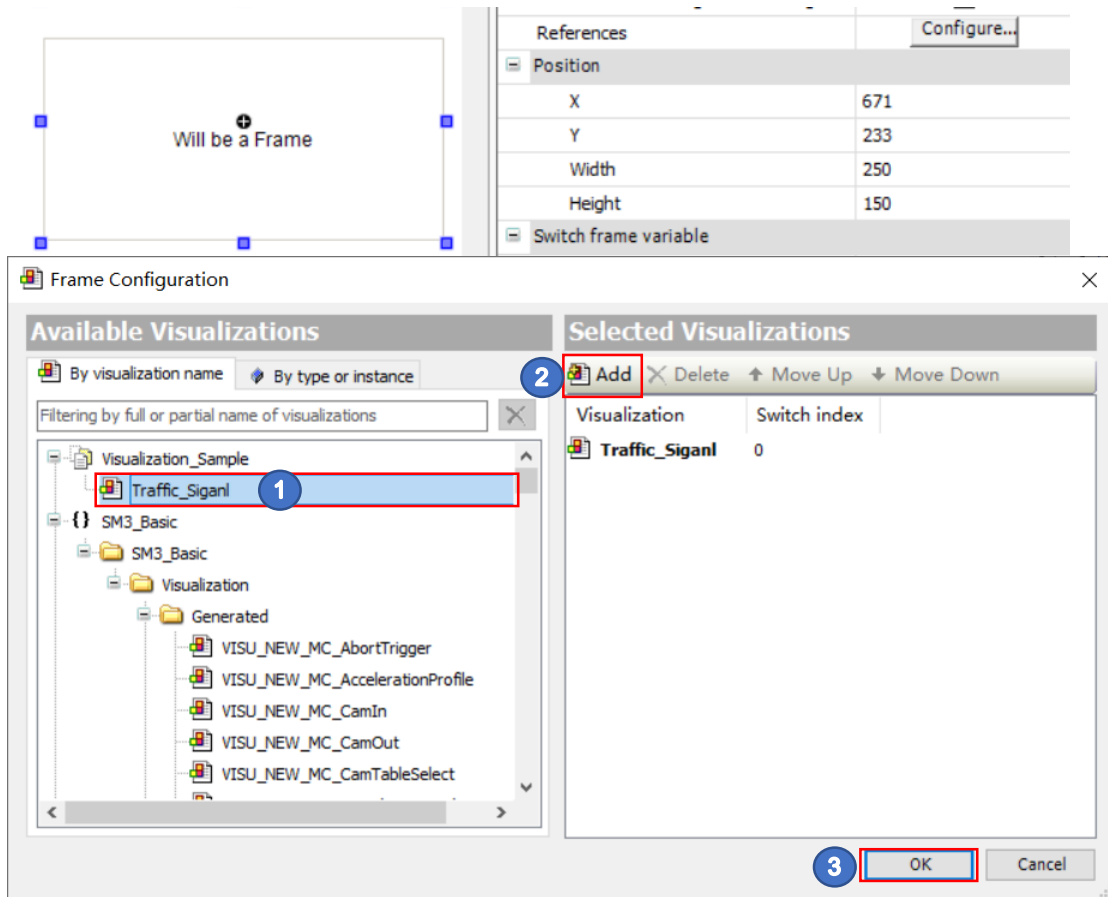 References Configure...
Position
X 671
Y 233
Will be a Frame
Width 250
Height 150
Switch frame variable
Frame Configuration
Available Visualizations
Selected Visualizations
By visualization name By type or instance
2 Add Delete Move Up Move Down
Filtering by full or partial name of visualizations
Visualization Switch index
Traffic_Siganl 0
Visualization_Sample
Traffic_Siganl 1
{} SM3_Basic
SM3_Basic
Visualization
Generated
VISU_NEW_MC_AbortTrigger
VISU_NEW_MC_AccelerationProfile
VISU_NEW_MC_CamIn
VISU_NEW_MC_CamOut
VISU_NEW_MC_CamTableSelect
3 OK Cancel